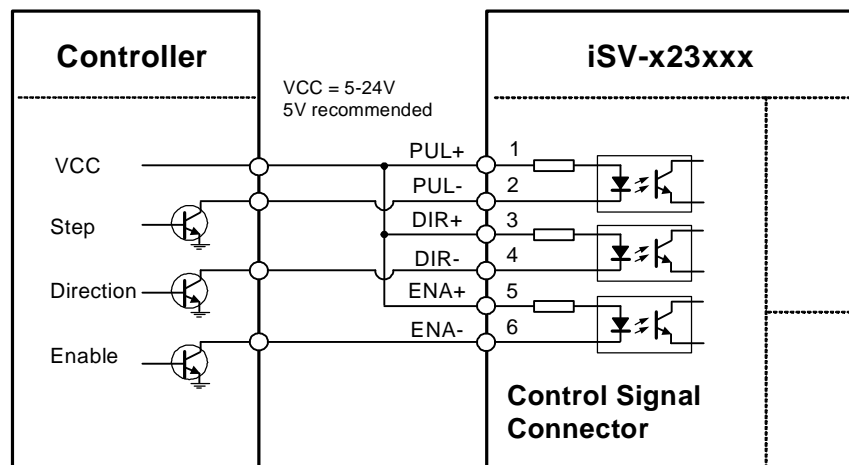 Controller
iSV-x23xxx
VCC = 5-24V
5V recommended
VCC
Step
Direction
Enable
PUL+
PUL-
DIR+
DIR-
ENA+
ENA-
1
2
3
4
5
6
Control Signal
Connector